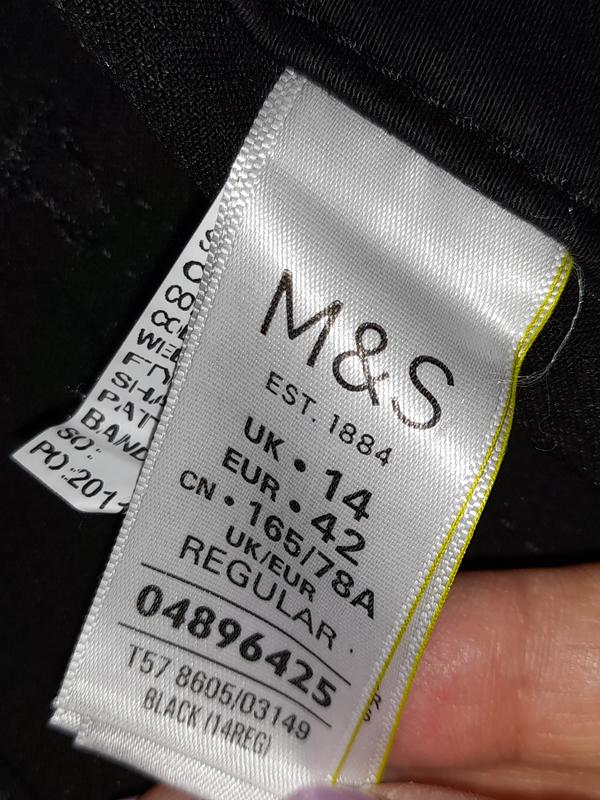 M&S
EST. 1884
UK • 14
EUR • 42
CN • 165/78A
UK/EUR
REGULAR .
04896425
T57 8605/03149
BLACK (14REG)
SHA
PAT
BAND
PO:201